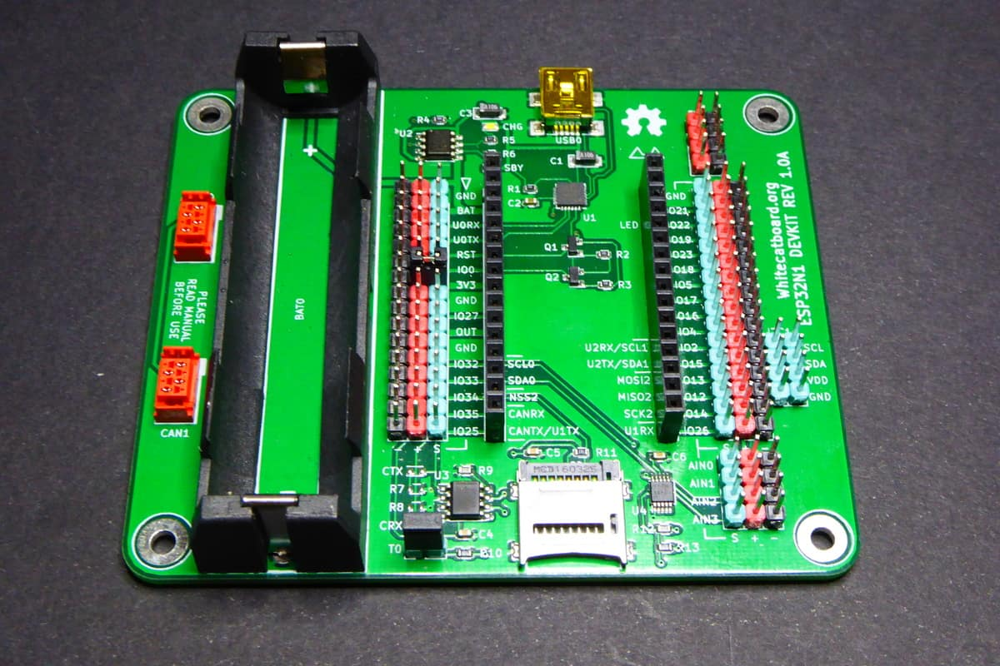 R4
C3
A106
CHG
U2
R5
USB0
R6
C1
A106
SBY
R1
C2
U1
GND
BAT
U0RX
U0TX
RST
IO0
3V3
GND
IO27
OUT
GND
IO32
IO33
IO34
IO35
IO25
SCL0
SDA0
NSS2
CANRX
CANTX/U1TX
Q1
R2
Q2
R3
LED
GND
IO21
IO22
IO19
IO23
IO18
IO5
IO17
IO16
IO4
IO2
IO15
IO13
IO12
IO14
IO26
U2RX/SCL1
U2TX/SDA1
MOSI2
MISO2
SCK2
U1RX
Whitecatboard.org
ESP32N1 DEVKIT REV 1.0A
SCL
SDA
VDD
GND
PLEASE
READ MANUAL
BEFORE USE
BAT0
CAN1
- + S
S
CTX
U3
R9
R7
R8
CRX
C4
T0
R10
C5
R11
MCD16032S
C6
U4
R12
R13
AIN0
AIN1
AIN2
AIN3
S + -